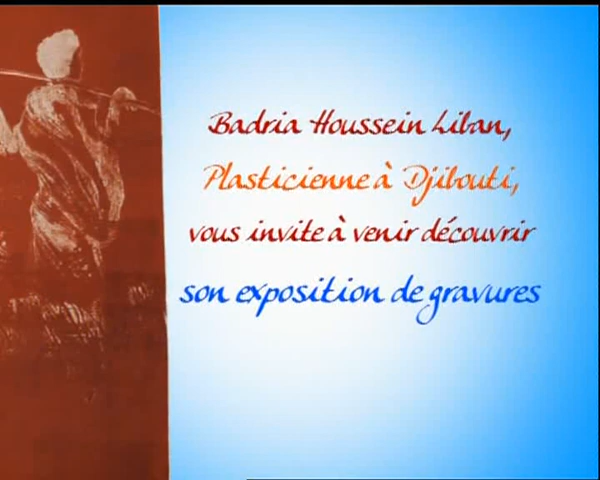 Badria Houssein Liban,
Plasticienne à Djibouti,
vous invite à venir découvrir
son exposition de gravures